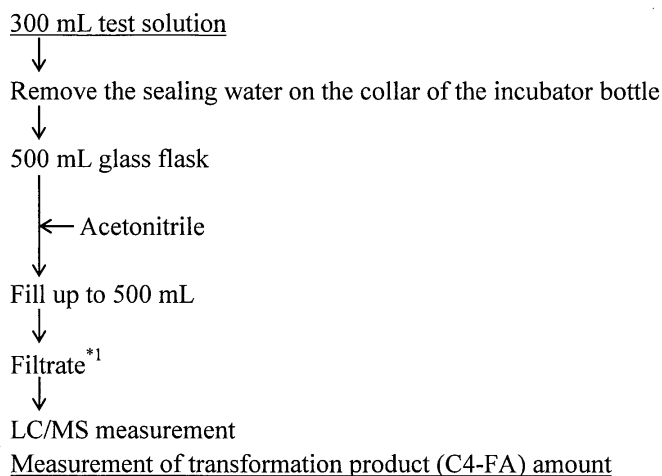 300 mL test solution
Remove the sealing water on the collar of the incubator bottle
500 mL glass flask
Acetonitrile
Fill up to 500 mL
Filtrate*1
LC/MS measurement
Measurement of transformation product (C4-FA) amount